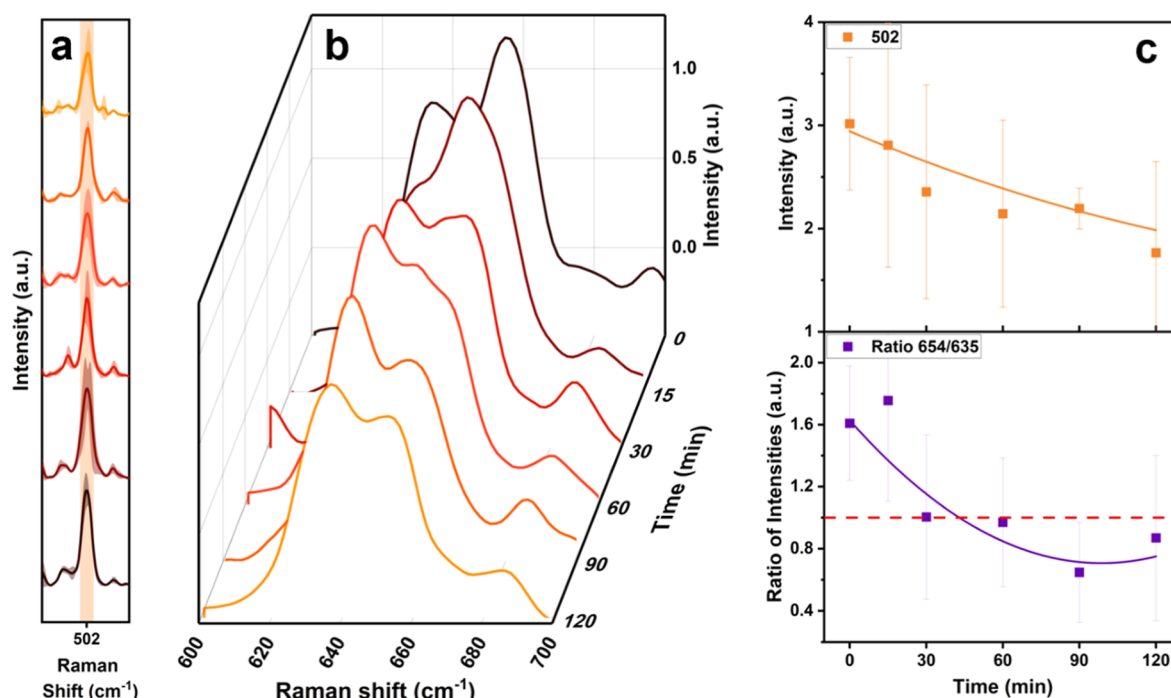 a
Intensity (a.u.)
502
Raman
Shift (cm⁻¹)
b
1.0
0.5
0.0
Intensity (a.u.)
0
15
30
60
90
120
Time (min)
600
620
640
660
680
700
Raman shift (cm⁻¹)
c
502
4
3
2
1
Intensity (a.u.)
Ratio 654/635
2.0
1.6
1.2
0.8
0.4
Ratio of Intensities (a.u.)
0
30
60
90
120
Time (min)